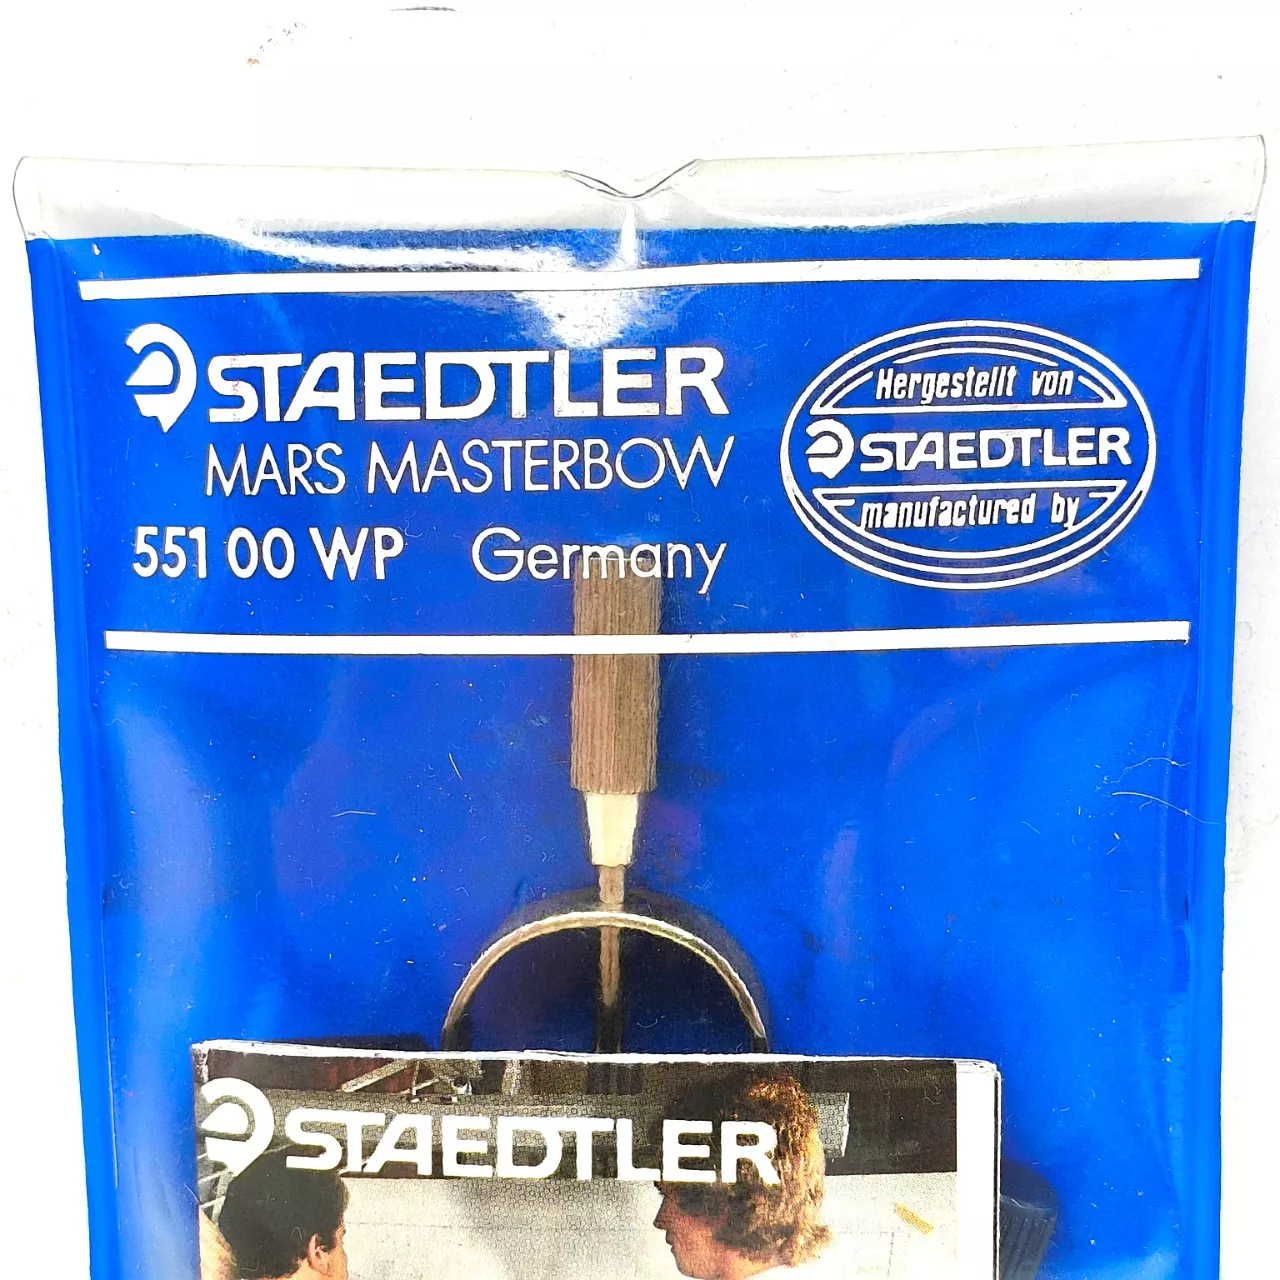 STAEDTLER
MARS MASTERBOW
551 00 WP Germany
Hergestellt von
STAEDTLER
manufactured by
STAEDTLER